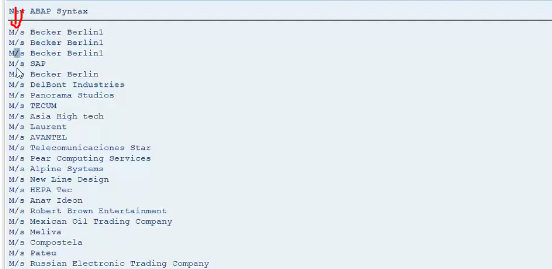 New ABAP Syntax
M/s Becker Berlin1
M/s Becker Berlin1
M/s Becker Berlin1
M/s SAP
M/s Becker Berlin
M/s DelBont Industries
M/s Panorama Studios
M/s TECUM
M/s Asia High tech
M/s Laurent
M/s AVANTEL
M/s Telecomunicaciones Star
M/s Pear Computing Services
M/s Alpine Systems
M/s New Line Design
M/s HEPA Tec
M/s Anav Ideon
M/s Robert Brown Entertainment
M/s Mexican Oil Trading Company
M/s Meliva
M/s Compostela
M/s Pateu
M/s Russian Electronic Trading Company